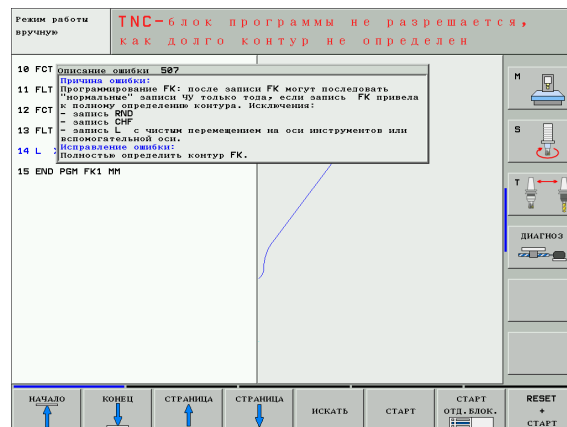 Режим работы
вручную
TNC-блок программы не разрешается,
как долго контур не определен
10 FCT
Описание ошибки 507
Причина ошибки:
11 FLT
Программирование FK: после записи FK могут последовать
"нормальные" записи ЧУ только тода, если запись FK привела
12 FCT
к полному определению контура. Исключения:
- запись RND
- запись CHF
13 FLT
- запись L с чистым перемещением на оси инструментов или
вспомогательной оси.
14 L
Исправление ошибки:
Полностью определить контур FK.
15 END PGM FK1 MM
M
S
T
ДИАГНОЗ
НАЧАЛО
КОНЕЦ
СТРАНИЦА
СТРАНИЦА
ИСКАТЬ
СТАРТ
СТАРТ
ОТД.БЛОК.
RESET
+
СТАРТ